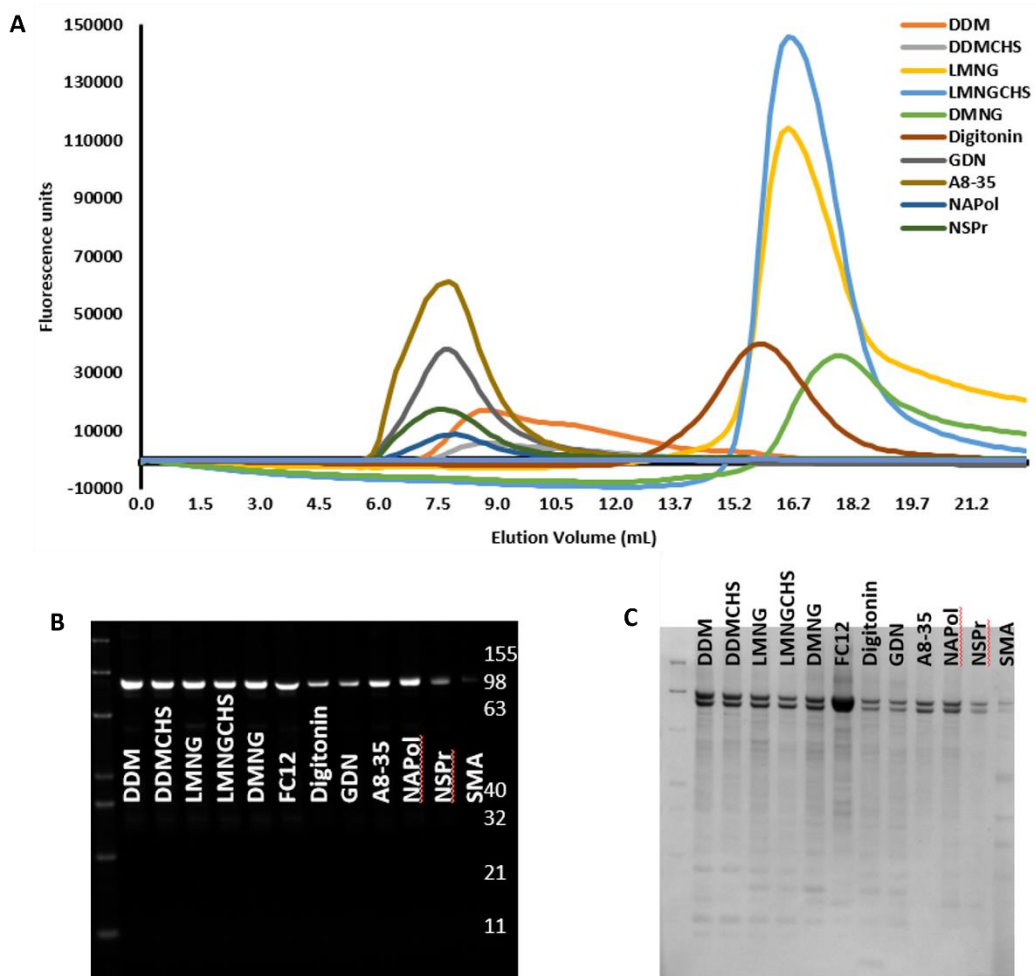 A
150000
130000
110000
90000
70000
50000
30000
10000
-10000
Fluorescence units
0.0 1.5 3.0 4.5 6.0 7.5 9.0 10.5 12.0 13.7 15.2 16.7 18.2 19.7 21.2
Elution Volume (mL)
DDM
DDMCHS
LMNG
LMNGCHS
DMNG
Digitonin
GDN
A8-35
NAPol
NSPr
B
155
98
63
40
32
21
11
DDM
DDMCHS
LMNG
LMNGCHS
DMNG
FC12
Digitonin
GDN
A8-35
NAPol
NSPr
SMA
C
DDM
DDMCHS
LMNG
LMNGCHS
DMNG
FC12
Digitonin
GDN
A8-35
NAPol
NSPr
SMA